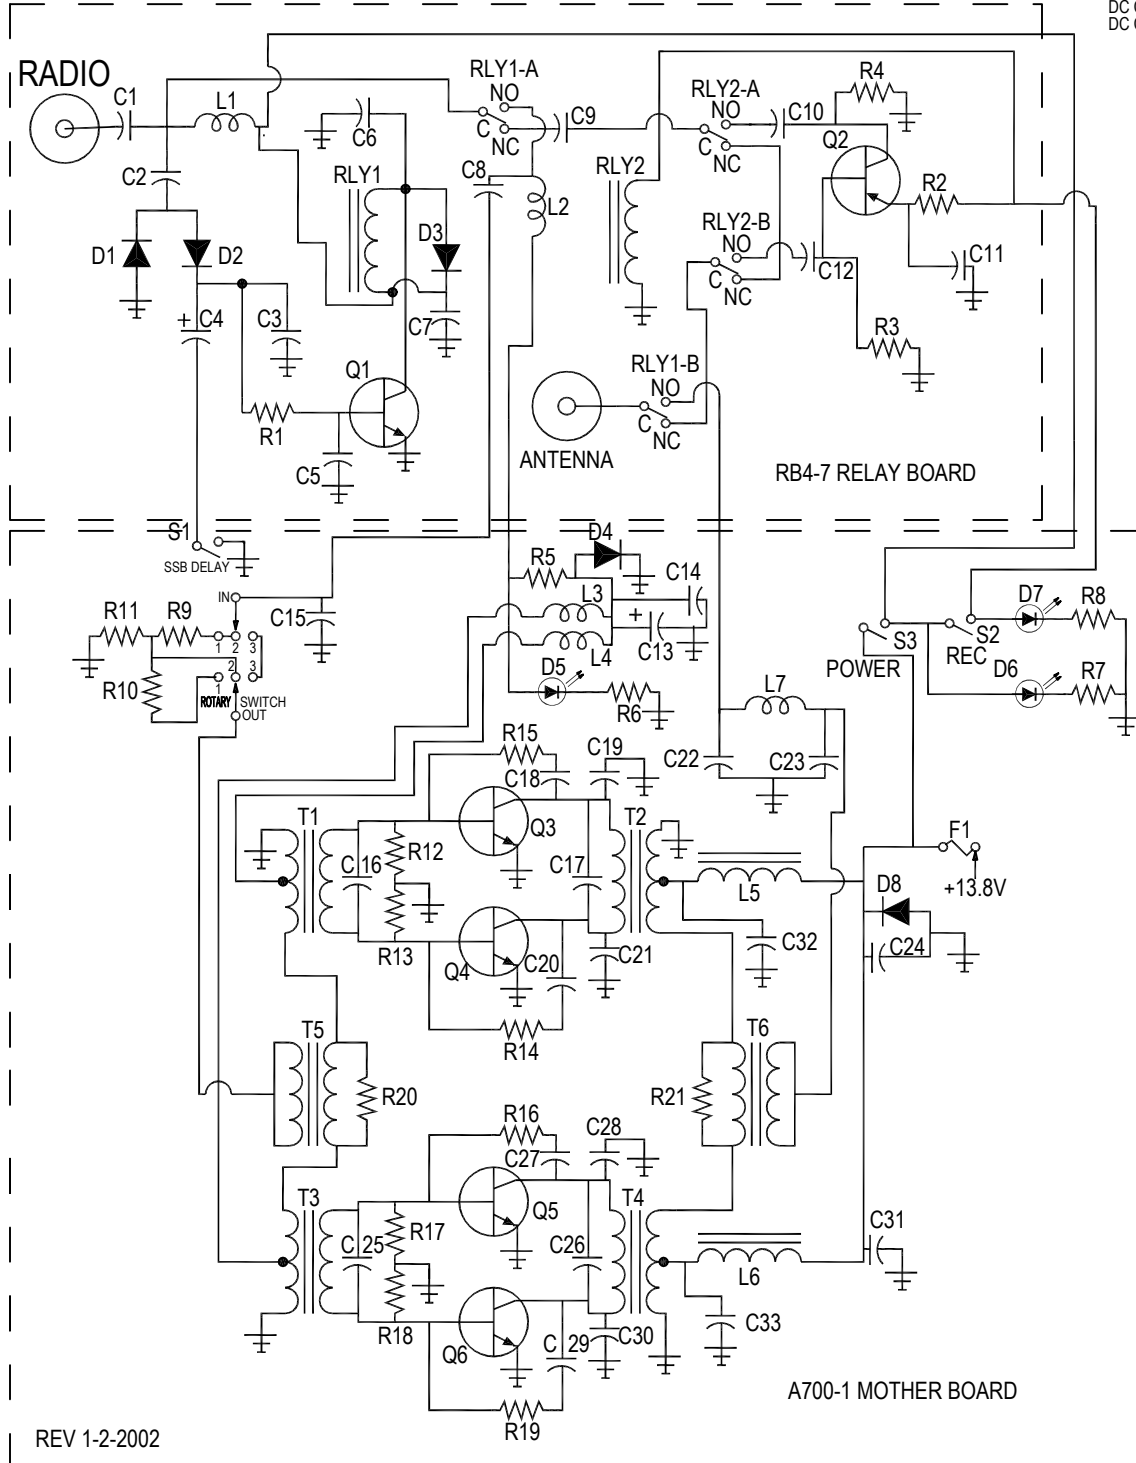 DC
DC
RADIO
C1
L1
C6
RLY1-A
NO
C
NC
C9
RLY2-A
NO
C
NC
C10
R4
Q2
C2
RLY1
C8
RLY2
R2
L2
D1
D2
D3
RLY2-B
NO
C
NC
C12
C11
+
C4
C3
C7
R3
Q1
RLY1-B
NO
C
NC
R1
C5
ANTENNA
RB4-7 RELAY BOARD
S1
SSB DELAY
D4
R5
C14
IN
L3
+
D7
R8
R11
R9
C15
L4
C13
S3
S2
1
2
3
POWER
REC
R10
2
3
D5
L7
D6
R7
1
ROTARY
SWITCH
OUT
R6
R15
C19
C18
C22
C23
T1
Q3
T2
F1
C16
R12
C17
L5
+13.8V
D8
R13
Q4
C20
C21
C32
C24
R14
T5
T6
R20
R21
R16
C28
C27
T3
Q5
T4
C31
C25
R17
C26
L6
R18
Q6
C29
C30
C33
R19
A700-1 MOTHER BOARD
REV 1-2-2002